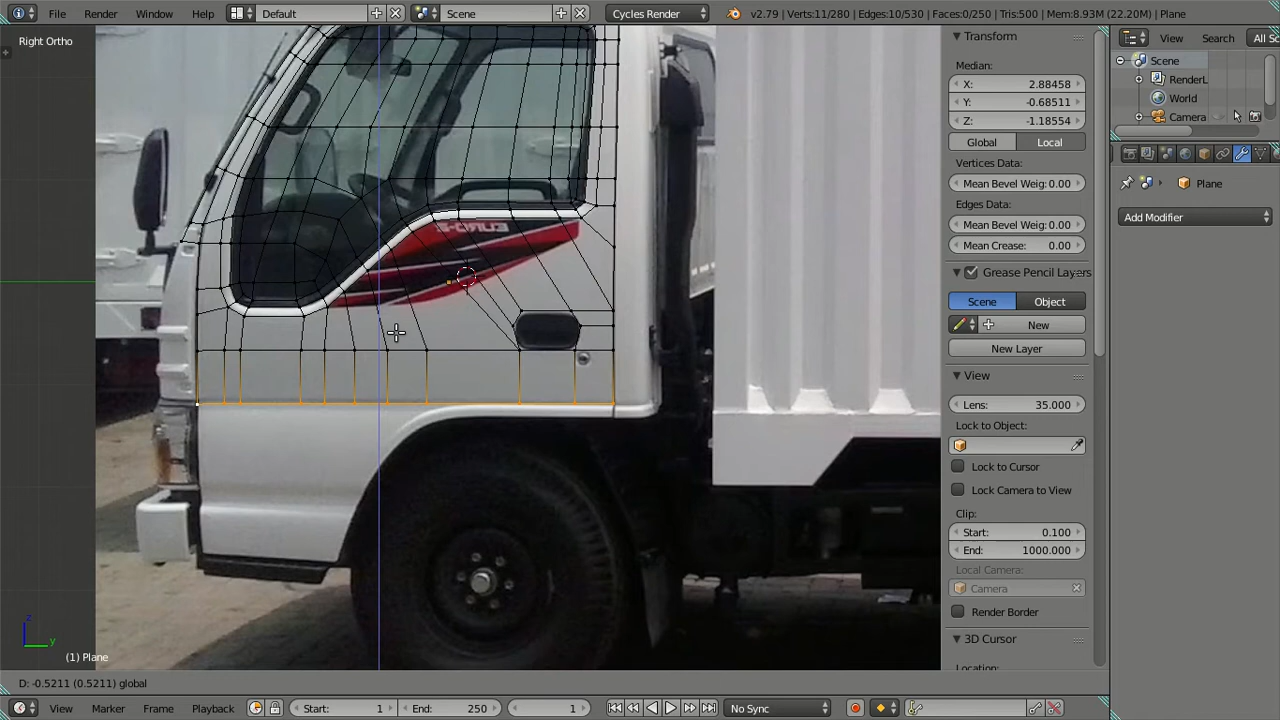 File Render Window Help Default Scene Cycles Render v2.79 | Verts:11/280 | Edges:10/530 | Faces:0/250 | Tris:500 | Mem:8.93M (22.20M) | Plane
Right Ortho
(1) Plane
z
y
D: -0.5211 (0.5211) global
Transform
Median:
X: 2.88458
Y: -0.68511
Z: -1.18554
Global Local
Vertices Data:
Mean Bevel Weig: 0.00
Edges Data:
Mean Bevel Weig: 0.00
Mean Crease: 0.00
Grease Pencil Layers
Scene Object
New
New Layer
View
Lens: 35.000
Lock to Object:
Lock to Cursor
Lock Camera to View
Clip:
Start: 0.100
End: 1000.000
Local Camera:
Camera
Render Border
3D Cursor
Location:
View Search All Sc
Scene
RenderL
World
Camera
Plane
Add Modifier
View Marker Frame Playback Start: 1 End: 250 1 No Sync